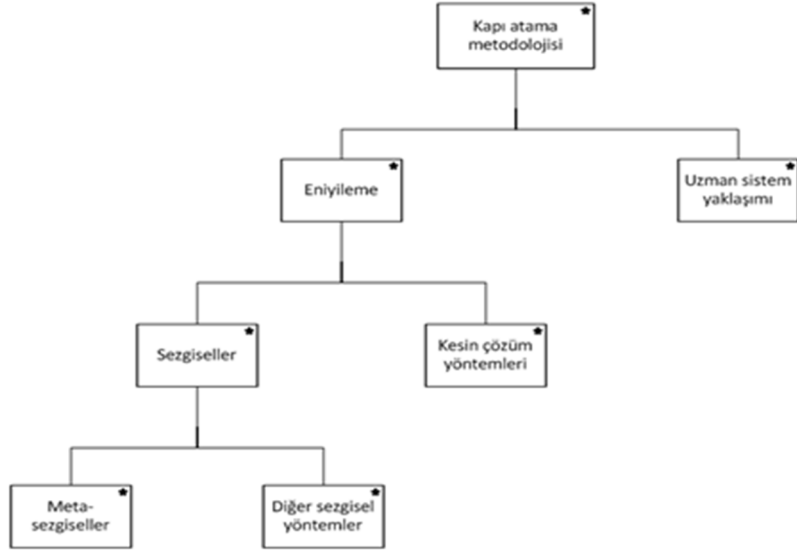 Kapı atama
metodolojisi
Eniyileme
Uzman sistem
yaklaşımı
Sezgiseller
Kesin çözüm
yöntemleri
Meta-
sezgiseller
Diğer sezgisel
yöntemler